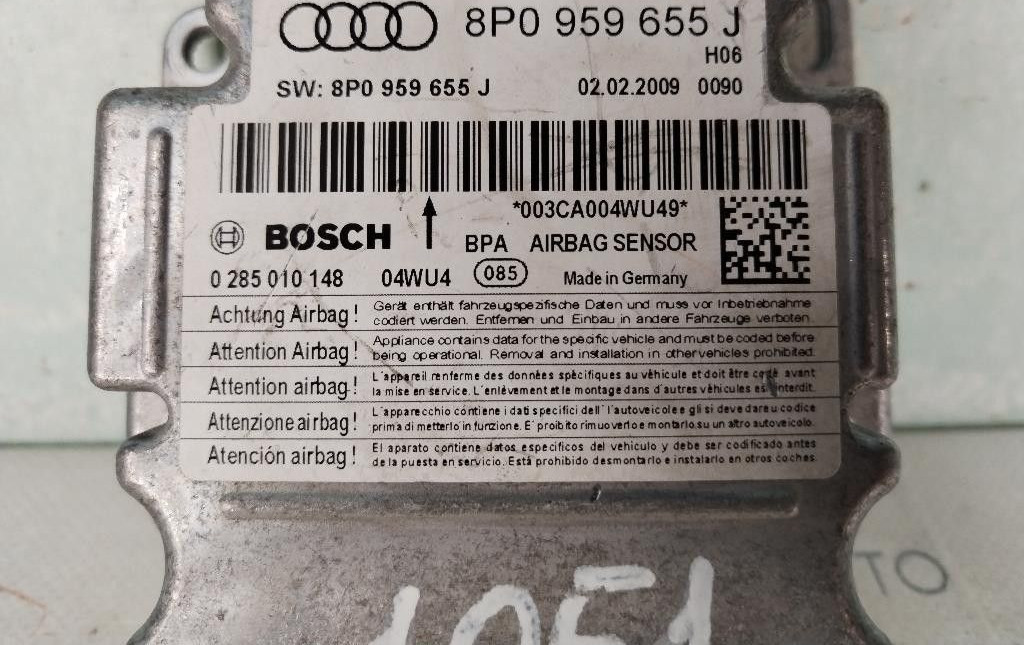 8P0 959 655 J
H06
SW: 8P0 959 655 J 02.02.2009 0090
*003CA004WU49*
BOSCH BPA AIRBAG SENSOR
0 285 010 148 04WU4 085 Made in Germany
Achtung Airbag! Gerät enthält fahrzeugspezifische Daten und muss vor Inbetriebnahme
codiert werden. Entfernen und Einbau in andere Fahrzeuge verboten.
Attention Airbag! Appliance contains data for the specific vehicle and must be coded before
being operational. Removal and installation in other vehicles prohibited.
Attention airbag! L'appareil renferme des données spécifiques au véhicule et doit être codé avant
la mise en service. L'enlèvement et le montage dans d'autres véhicules est interdit.
Attenzione airbag! L'apparecchio contiene i dati specifici dell'autoveicolo e gli si deve dare u codice
prima di metterlo in funzione. E' proibito rimuoverlo e montarlo su un altro autoveicolo.
Atención airbag! El aparato contiene datos especificos del vehiculo y debe ser codificado antes
de la puesta en servicio. Está prohibido desmontarlo e instalarlo en otros coches.
1051